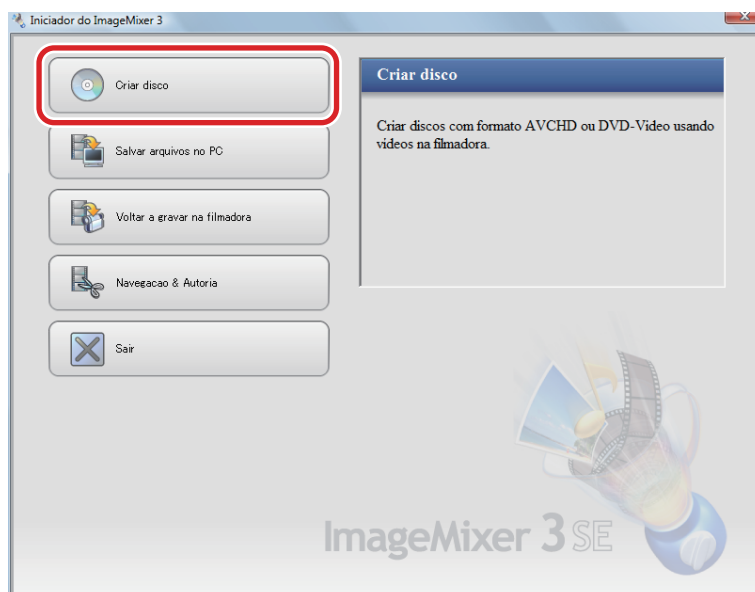 Iniciador do ImageMixer 3
Criar disco
Salvar arquivos no PC
Voltar a gravar na filmadora
Navegacao & Autoria
Sair
Criar disco
Criar discos com formato AVCHD ou DVD-Video usando
videos na filmadora.
ImageMixer 3 SE